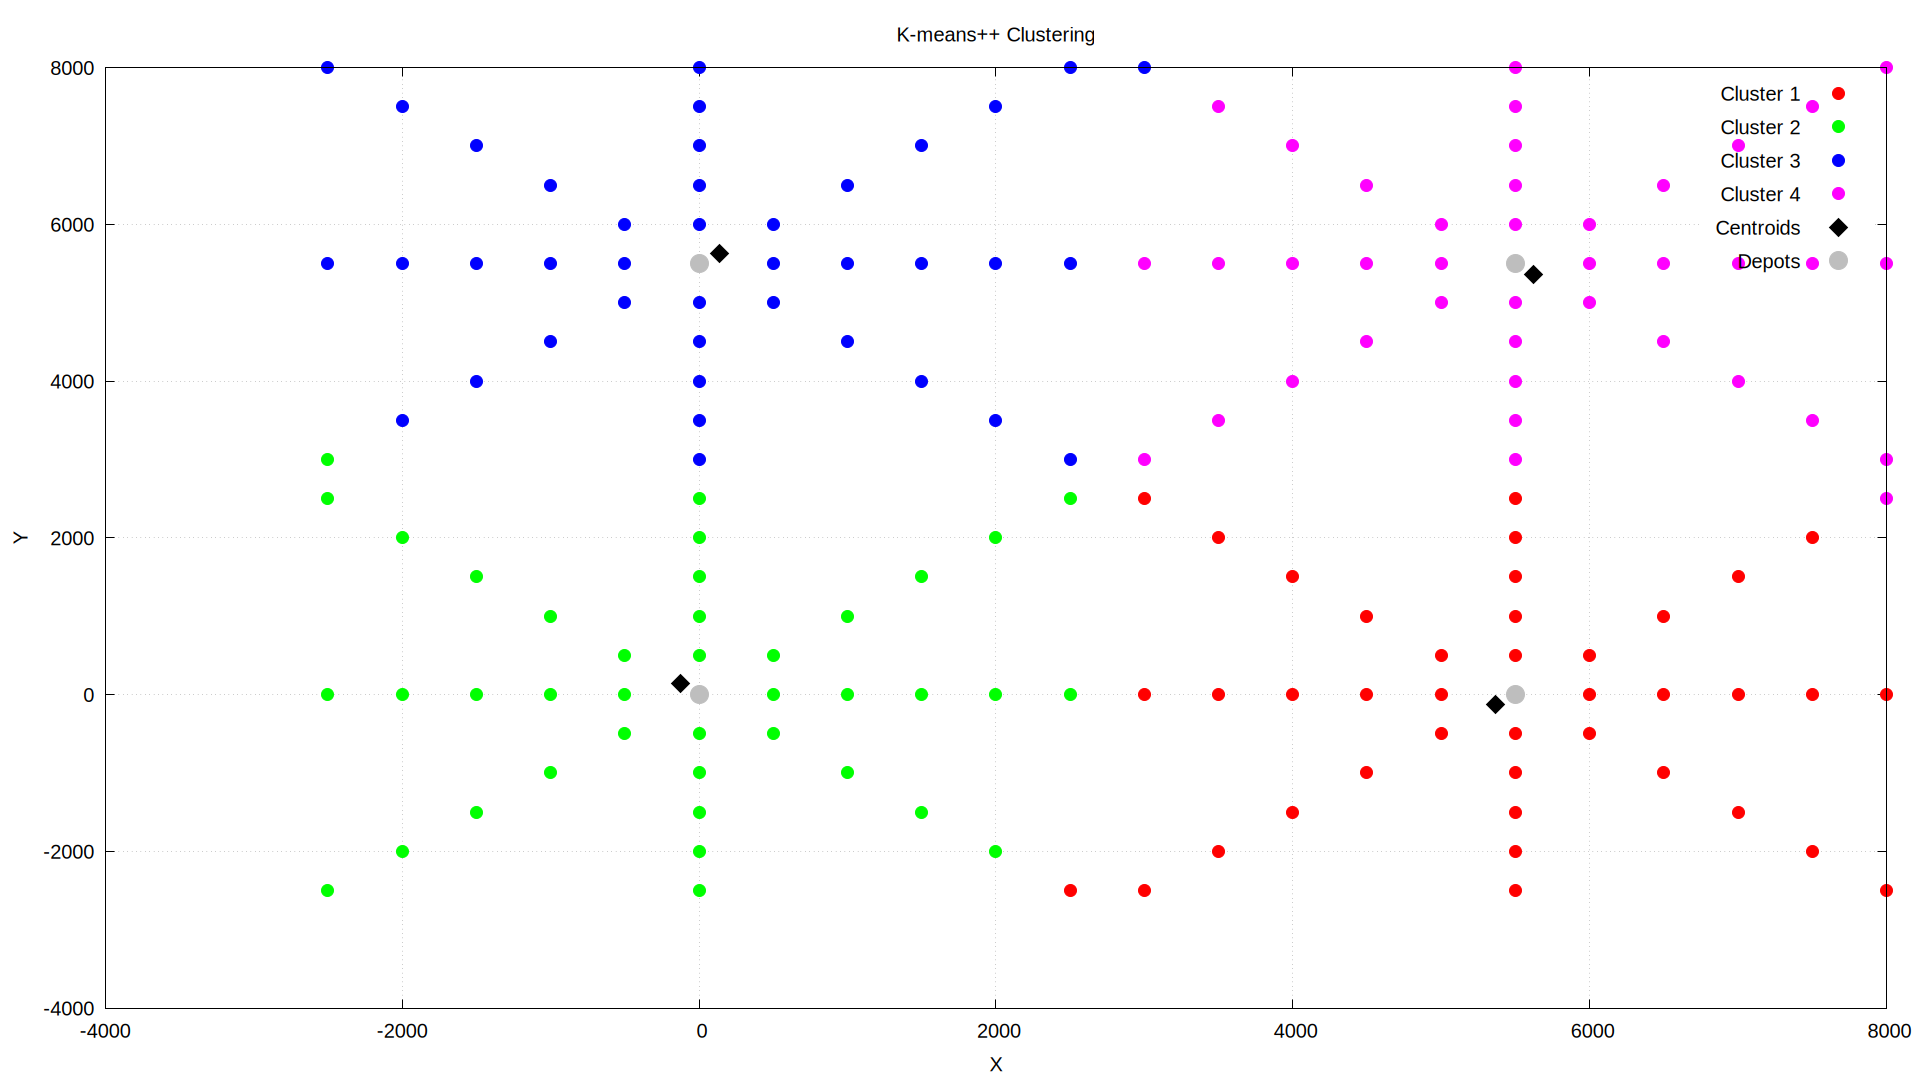 K-means++ Clustering
8000
Cluster 1
Cluster 2
Cluster 3
Cluster 4
6000
Centroids
Depots
4000
Y
2000
0
-2000
-4000
-4000 -2000 0 2000 4000 6000 8000
X